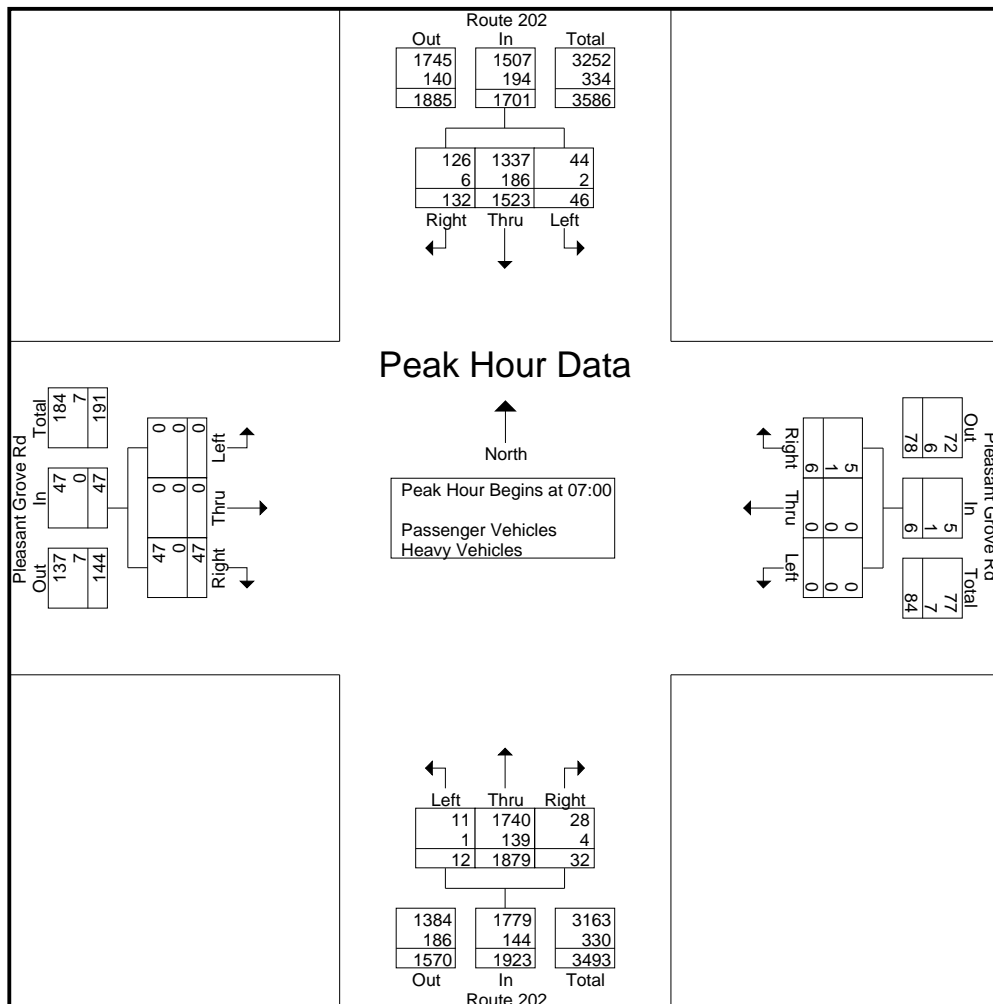 Route 202
Out In Total
1745 1507 3252
140 194 334
1885 1701 3586
126 1337 44
6 186 2
132 1523 46
Right Thru Left
Peak Hour Data
North
Peak Hour Begins at 07:00
Passenger Vehicles
Heavy Vehicles
Pleasant Grove Rd
Out In Total
137 47 184
7 0 7
144 47 191
Left Thru Right
0 0 47
0 0 0
0 0 47
Right Thru Left
5 0 0
1 0 0
6 0 0
Pleasant Grove Rd
Out In Total
72 5 77
6 1 7
78 6 84
Left Thru Right
11 1740 28
1 139 4
12 1879 32
1384 1779 3163
186 144 330
1570 1923 3493
Out In Total
Route 202